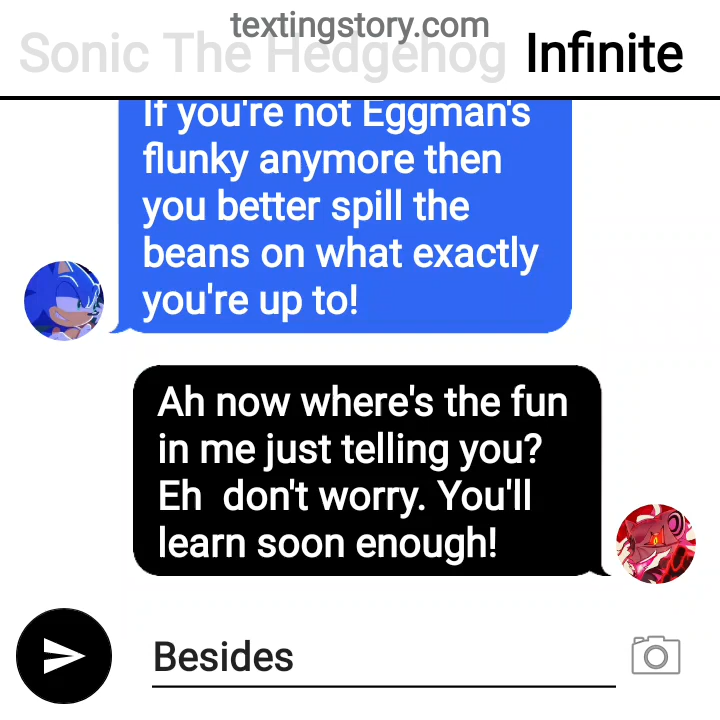 textingstory.com
Sonic The Hedgehog Infinite
If you're not Eggman's
flunky anymore then
you better spill the
beans on what exactly
you're up to!
Ah now where's the fun
in me just telling you?
Eh  don't worry. You'll
learn soon enough!
Besides